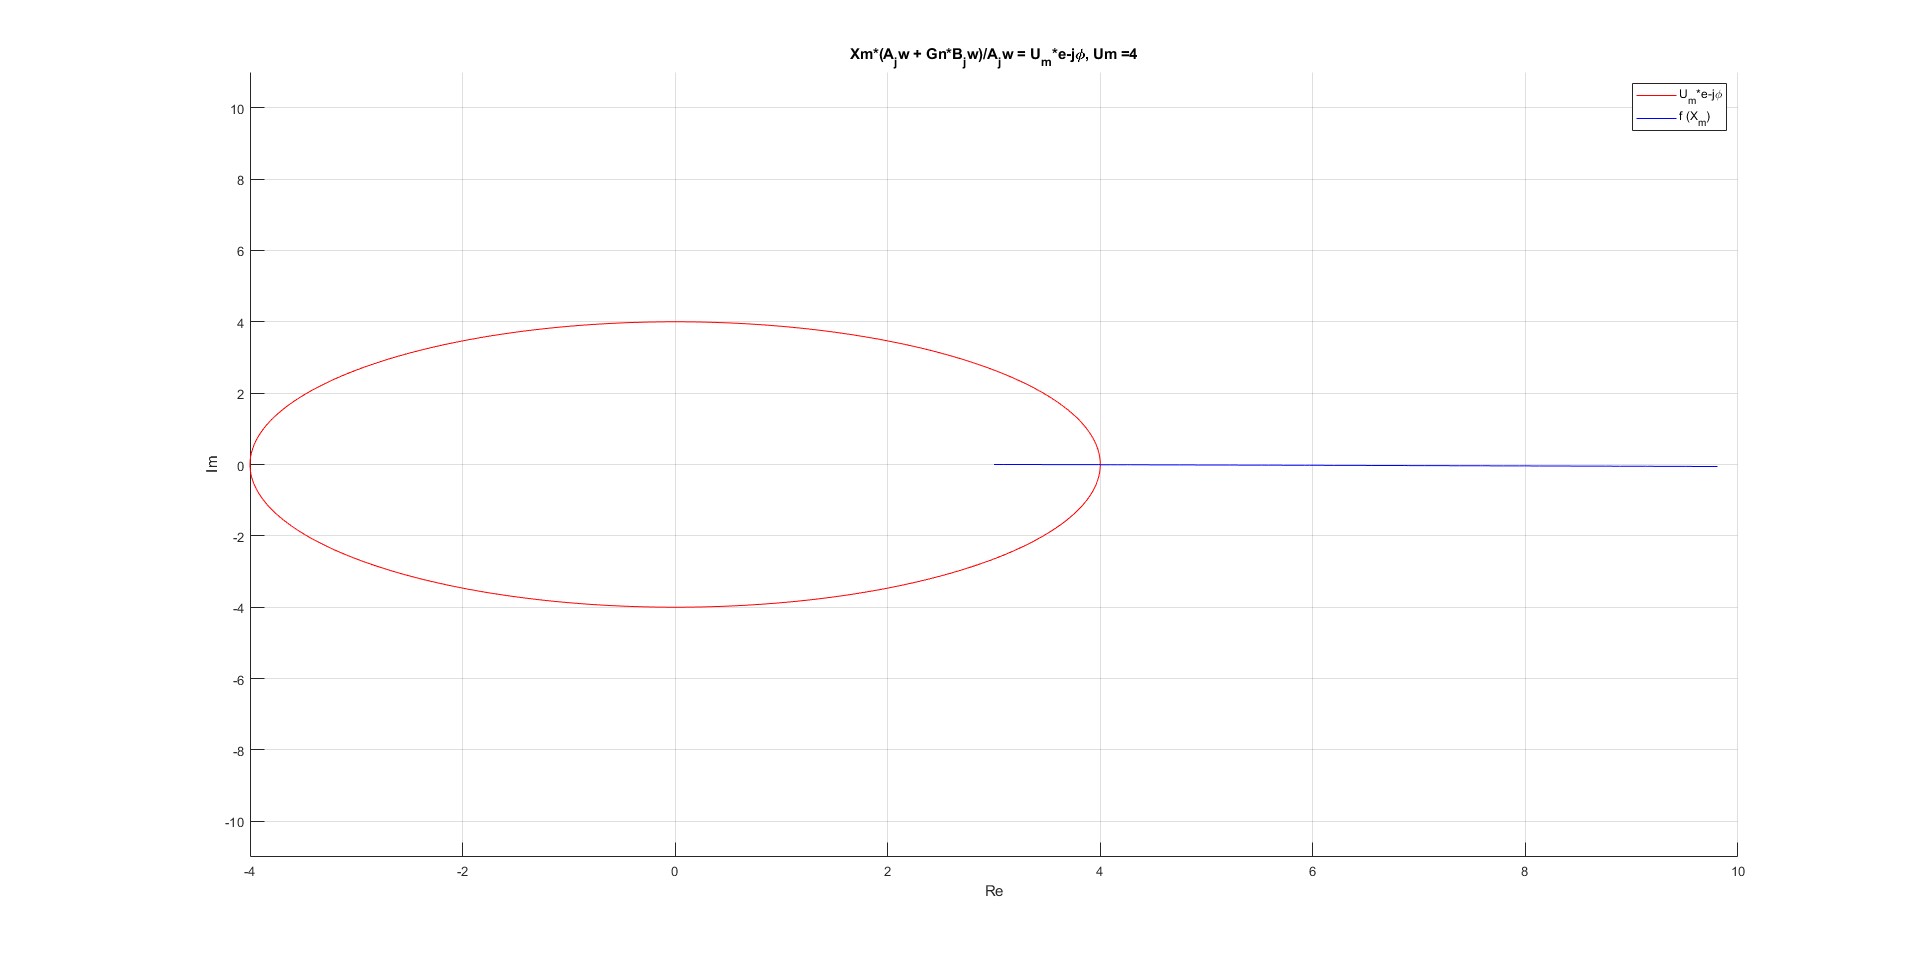 Xm*(Ajw + Gn*Bjw)/Ajw = Um*e-jϕ, Um =4
Um*e-jϕ
f (Xm)
10
8
6
4
2
0
-2
-4
-6
-8
-10
Im
-4 -2 0 2 4 6 8 10
Re